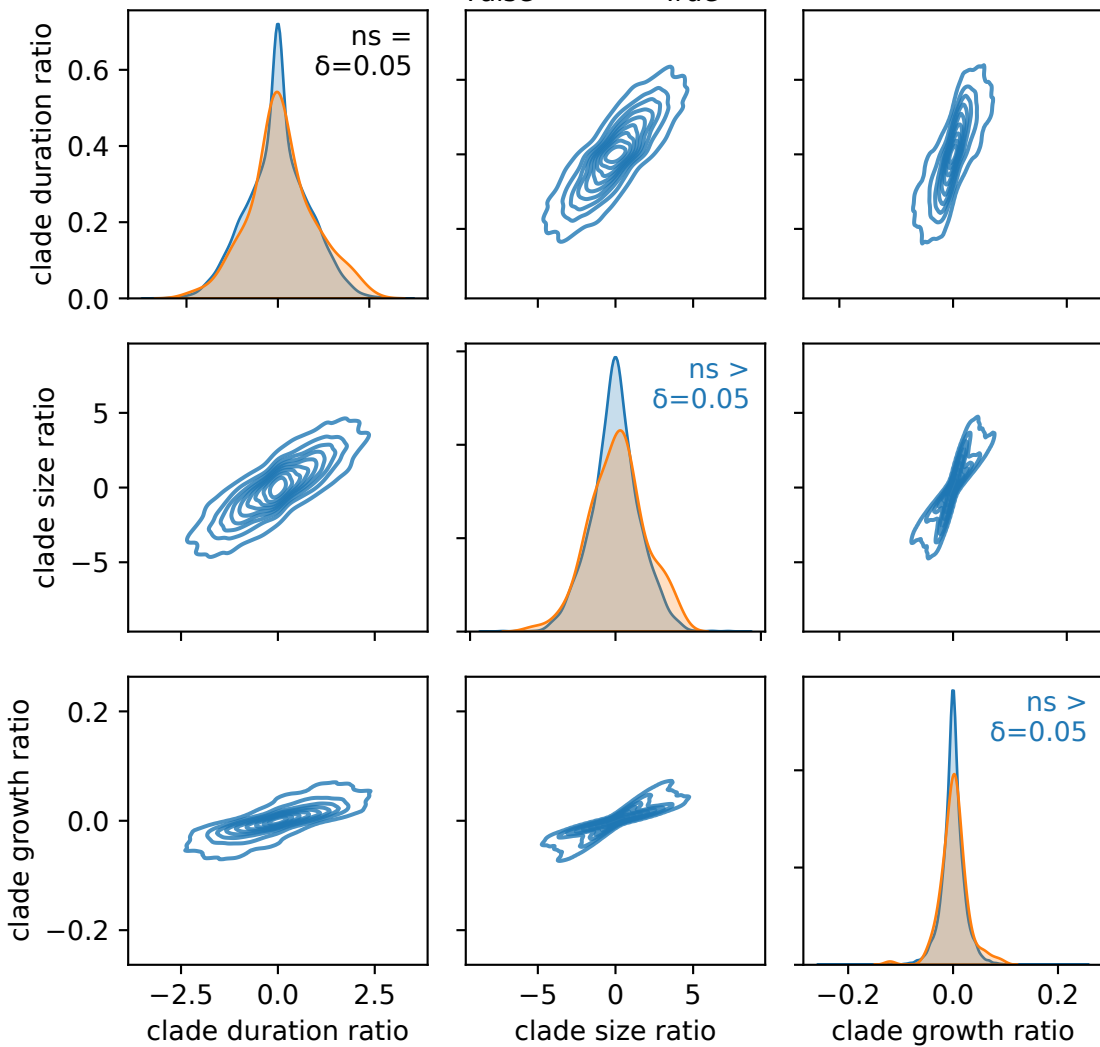 clade duration ratio
0.6
0.4
0.2
0.0
ns =
δ=0.05
clade size ratio
5
0
−5
ns >
δ=0.05
clade growth ratio
0.2
0.0
−0.2
ns >
δ=0.05
−2.5 0.0 2.5
−5 0 5
−0.2 0.0 0.2
clade duration ratio
clade size ratio
clade growth ratio